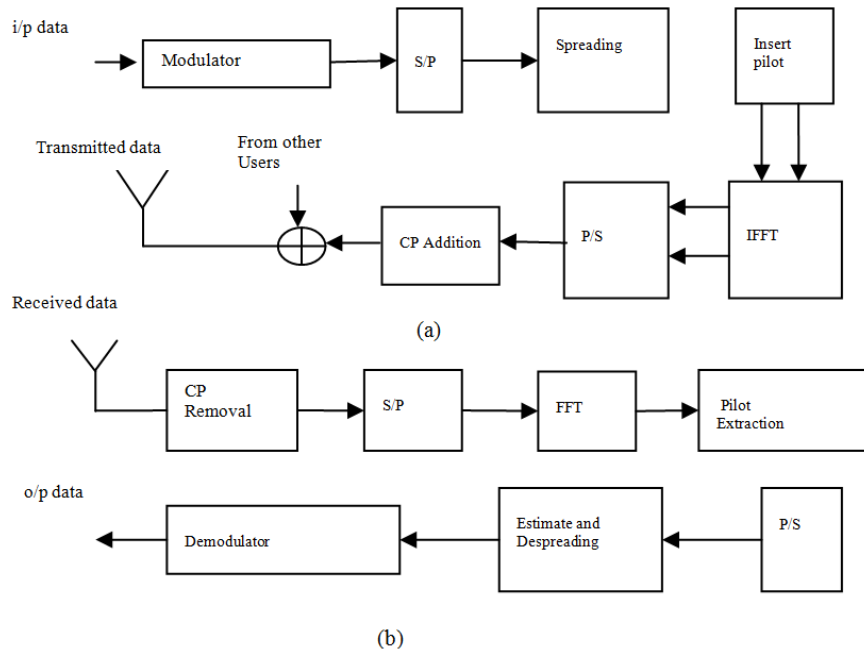 i/p data
Modulator
S/P
Spreading
Insert
pilot
Transmitted data
From other
Users
CP Addition
P/S
IFFT
(a)
Received data
CP
Removal
S/P
FFT
Pilot
Extraction
o/p data
Demodulator
Estimate and
Despreading
P/S
(b)